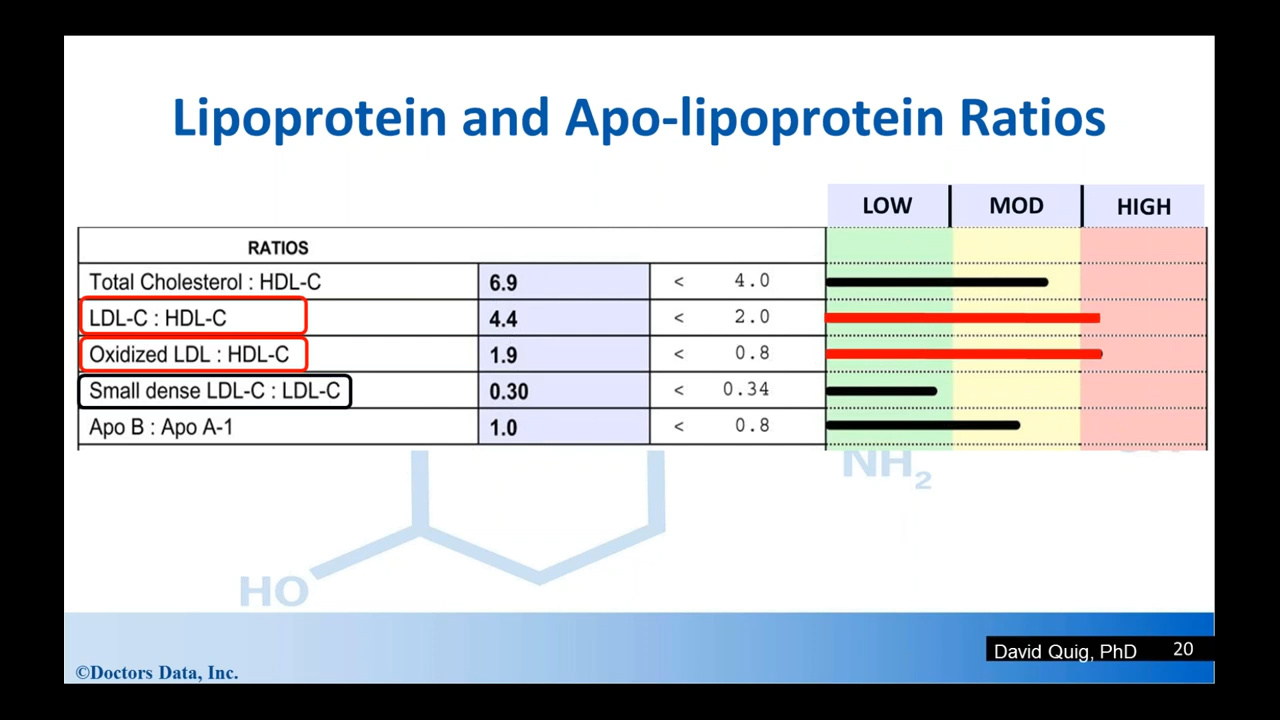 Lipoprotein and Apo-lipoprotein Ratios
LOW MOD HIGH
RATIOS
Total Cholesterol : HDL-C 6.9 < 4.0
LDL-C : HDL-C 4.4 < 2.0
Oxidized LDL : HDL-C 1.9 < 0.8
Small dense LDL-C : LDL-C 0.30 < 0.34
Apo B : Apo A-1 1.0 < 0.8
NH2
HO
David Quig, PhD 20
©Doctors Data, Inc.